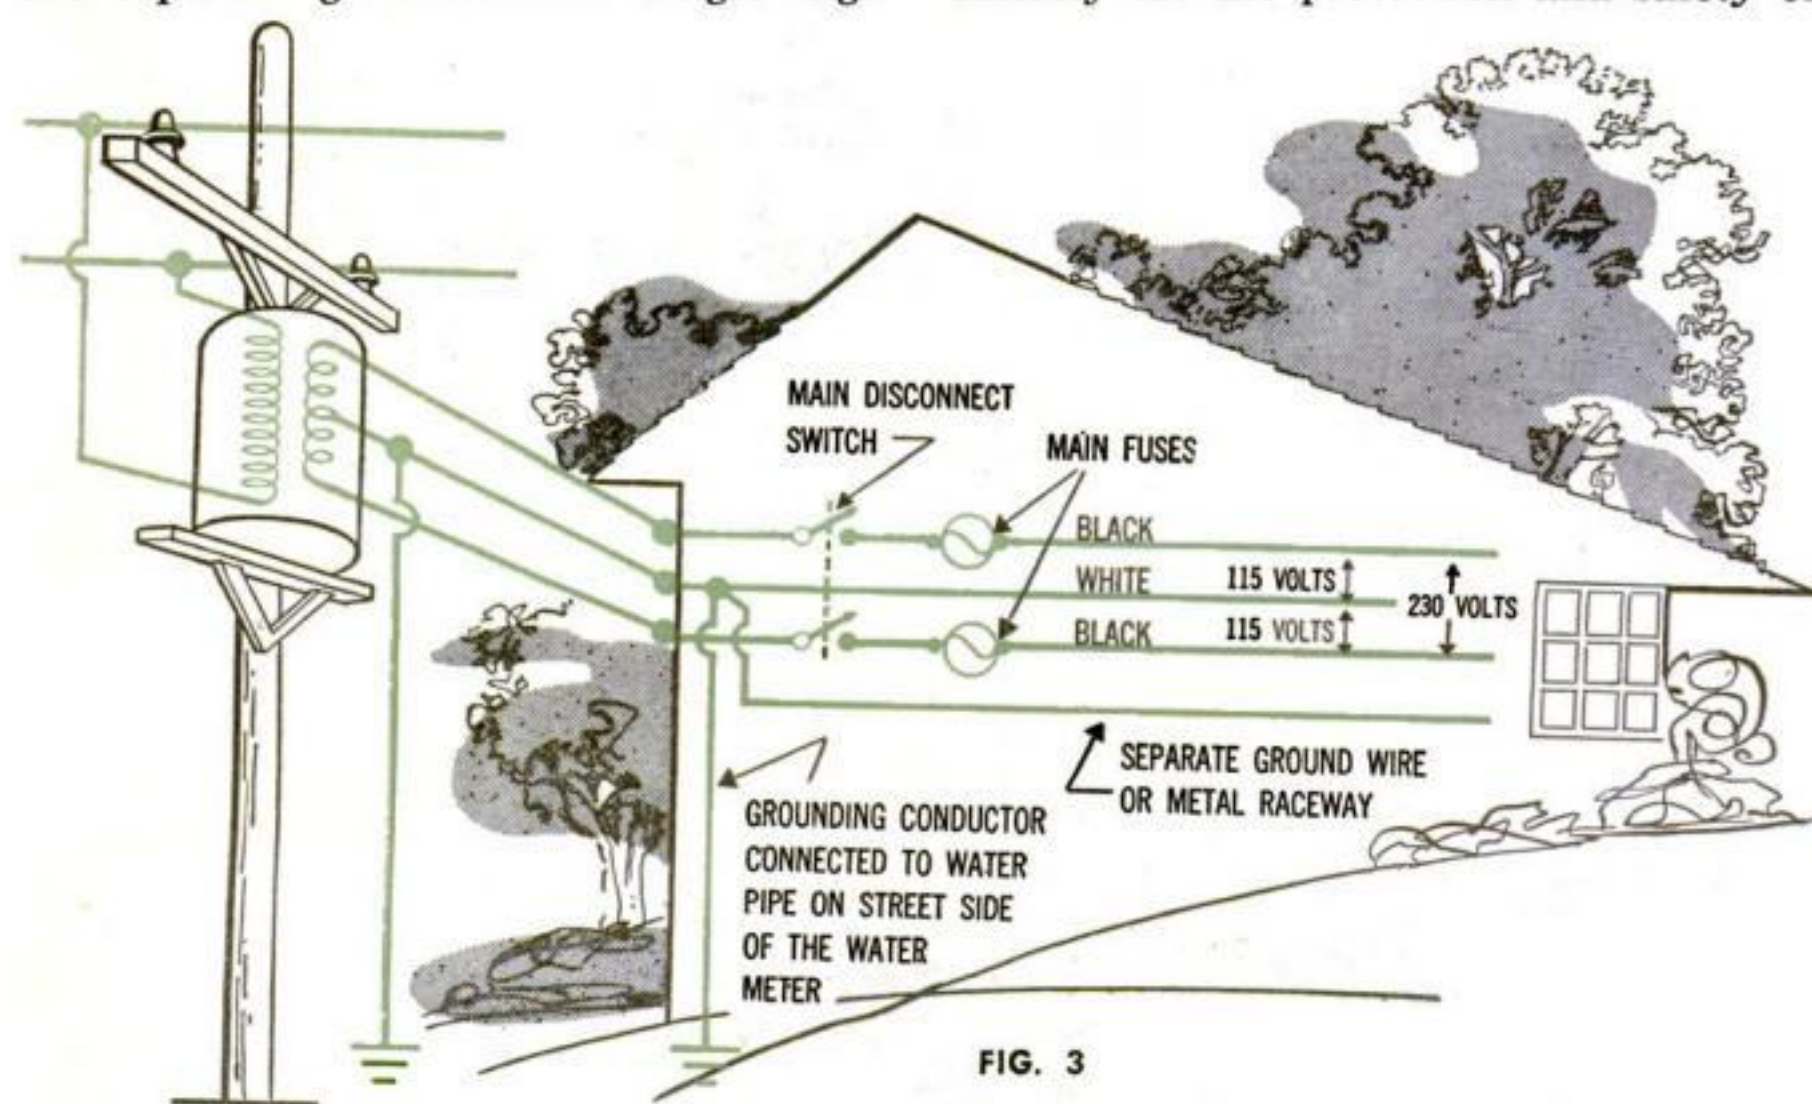 MAIN DISCONNECT
SWITCH
MAIN FUSES
BLACK
WHITE
115 VOLTS
230 VOLTS
BLACK
115 VOLTS
SEPARATE GROUND WIRE
OR METAL RACEWAY
GROUNDING CONDUCTOR
CONNECTED TO WATER
PIPE ON STREET SIDE
OF THE WATER
METER
FIG. 3